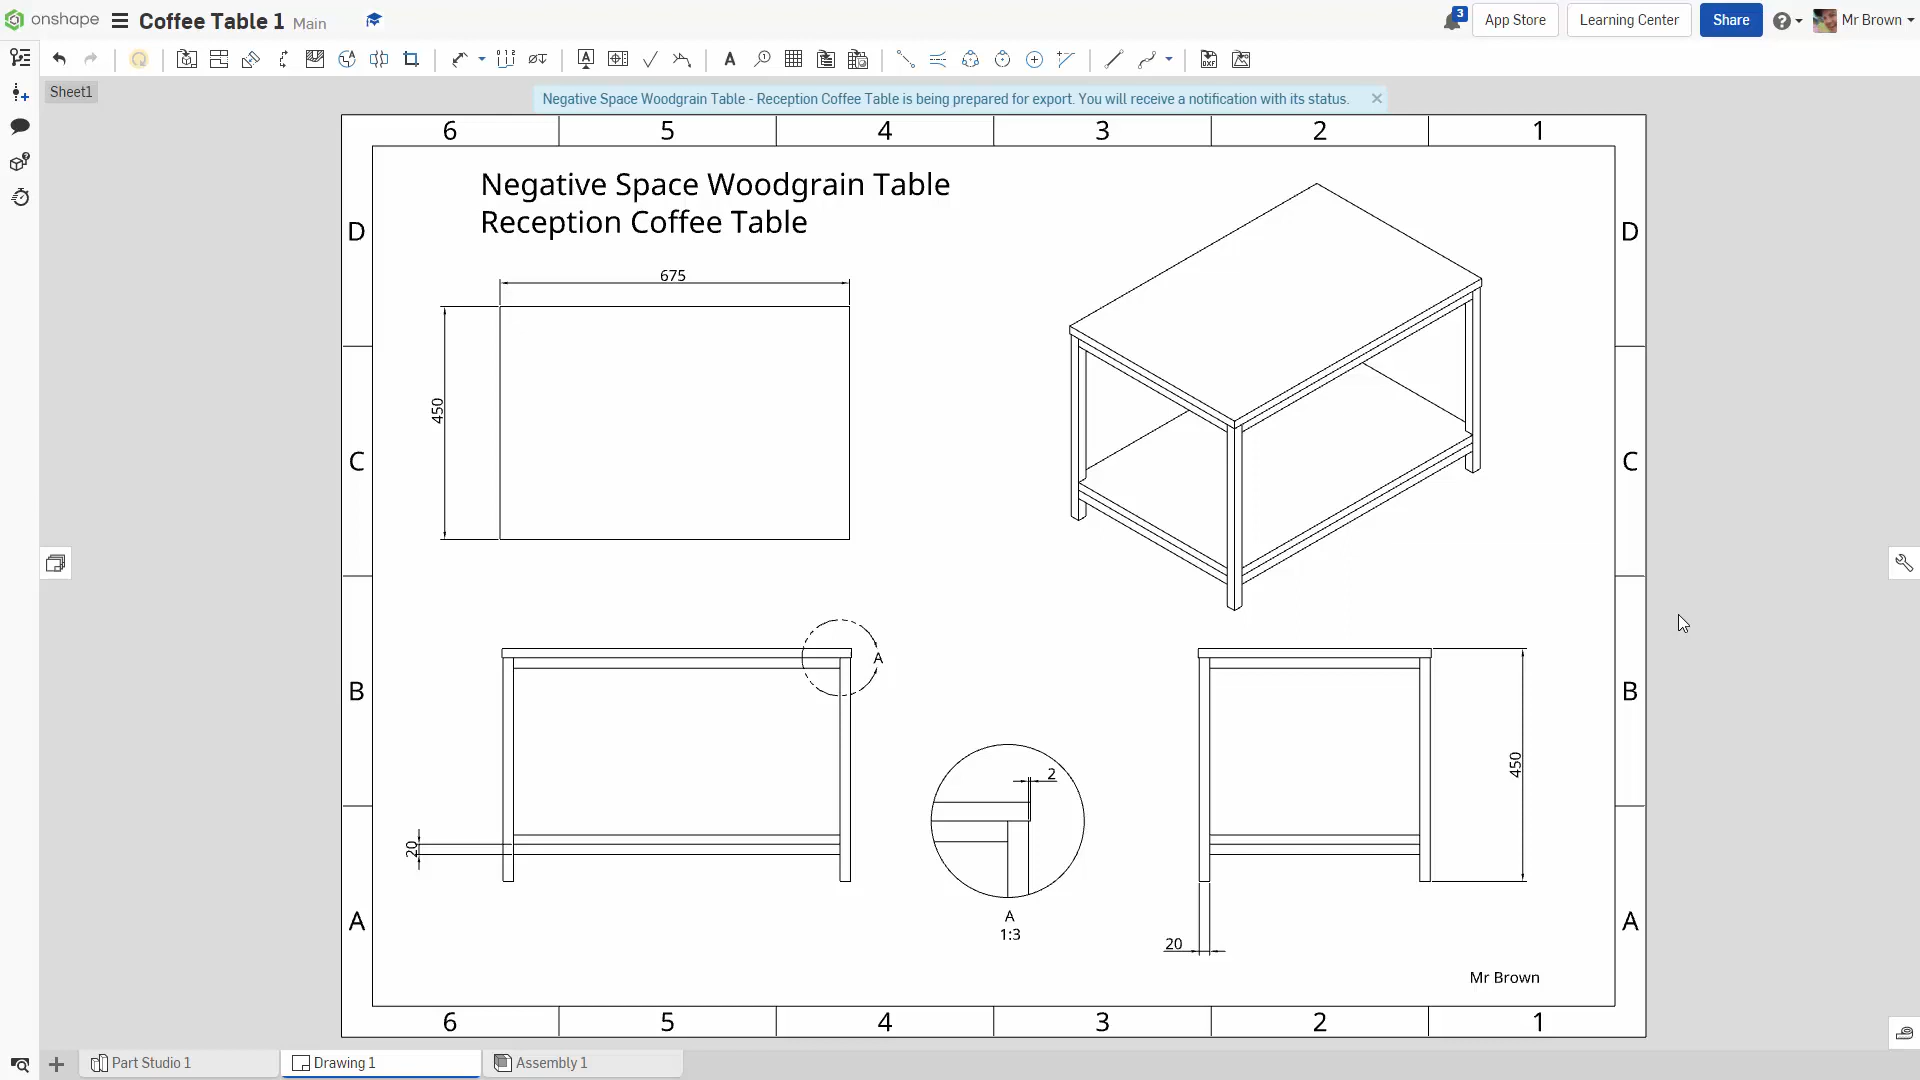 onshape
Coffee Table 1 Main
3
App Store
Learning Center
Share
Mr Brown
Sheet1
Negative Space Woodgrain Table - Reception Coffee Table is being prepared for export. You will receive a notification with its status.
6 5 4 3 2 1
Negative Space Woodgrain Table
Reception Coffee Table
D D
675
450
C C
A
B B
450
2
20
A
1:3
A A
20
Mr Brown
6 5 4 3 2 1
Part Studio 1
Drawing 1
Assembly 1